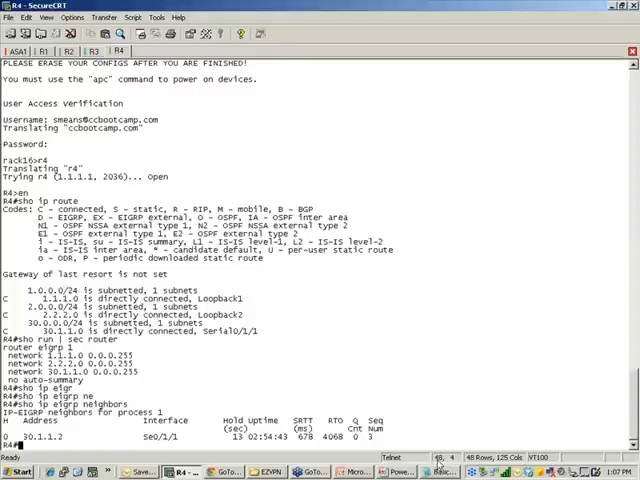 R4 - SecureCRT
File Edit View Options Transfer Script Tools Help
ASA1 R1 R2 R3 R4
PLEASE ERASE YOUR CONFIGS AFTER YOU ARE FINISHED!
You must use the "apc" command to power on devices.
User Access Verification
Username: smeans@ccbootcamp.com
Translating "ccbootcamp.com"
Password:
rack16>r4
Translating "r4"
Trying r4 (1.1.1.1, 2036)... Open
R4>en
R4#sho ip route
Codes: C - connected, S - static, R - RIP, M - mobile, B - BGP
D - EIGRP, EX - EIGRP external, O - OSPF, IA - OSPF inter area
N1 - OSPF NSSA external type 1, N2 - OSPF NSSA external type 2
E1 - OSPF external type 1, E2 - OSPF external type 2
i - IS-IS, su - IS-IS summary, L1 - IS-IS level-1, L2 - IS-IS level-2
ia - IS-IS inter area, * - candidate default, U - per-user static route
o - ODR, P - periodic downloaded static route
Gateway of last resort is not set
1.0.0.0/24 is subnetted, 1 subnets
C 1.1.1.0 is directly connected, Loopback1
2.0.0.0/24 is subnetted, 1 subnets
C 2.2.2.0 is directly connected, Loopback2
30.0.0.0/24 is subnetted, 1 subnets
C 30.1.1.0 is directly connected, Serial0/1/1
R4#sho run | sec router
router eigrp 1
network 1.1.1.0 0.0.0.255
network 2.2.2.0 0.0.0.255
network 30.1.1.0 0.0.0.255
no auto-summary
R4#sho ip eigr
R4#sho ip eigrp ne
R4#sho ip eigrp neighbors
IP-EIGRP neighbors for process 1
H Address Interface Hold Uptime SRTT RTO Q Seq
(sec) (ms) Cnt Num
0 30.1.1.2 Se0/1/1 13 02:54:43 678 4068 0 3
R4#
Ready Telnet 48, 4 48 Rows, 125 Cols VT100
Start Save... R4 - ... GoTo... EZVPN GoTo... Micro... Powe... Basic... 1:07 PM